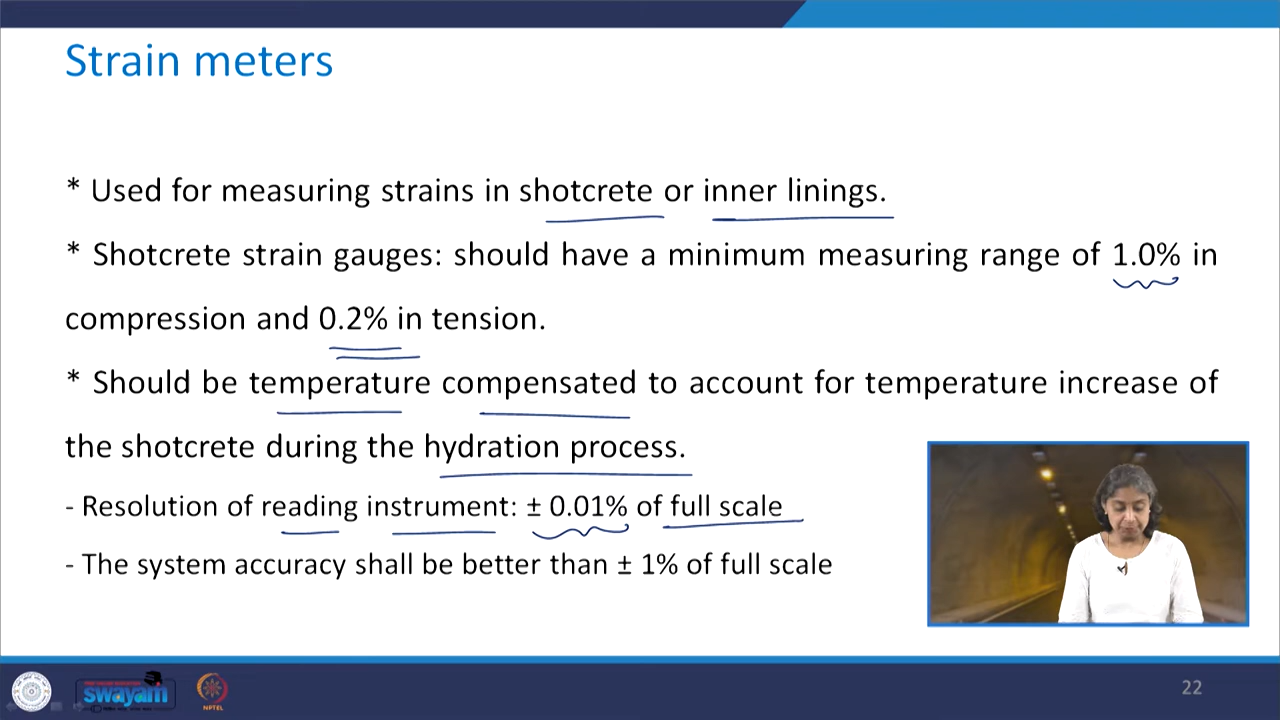 Strain meters
* Used for measuring strains in shotcrete or inner linings.
* Shotcrete strain gauges: should have a minimum measuring range of 1.0% in
compression and 0.2% in tension.
* Should be temperature compensated to account for temperature increase of
the shotcrete during the hydration process.
- Resolution of reading instrument: ± 0.01% of full scale
- The system accuracy shall be better than ± 1% of full scale
swayam
NPTEL
22